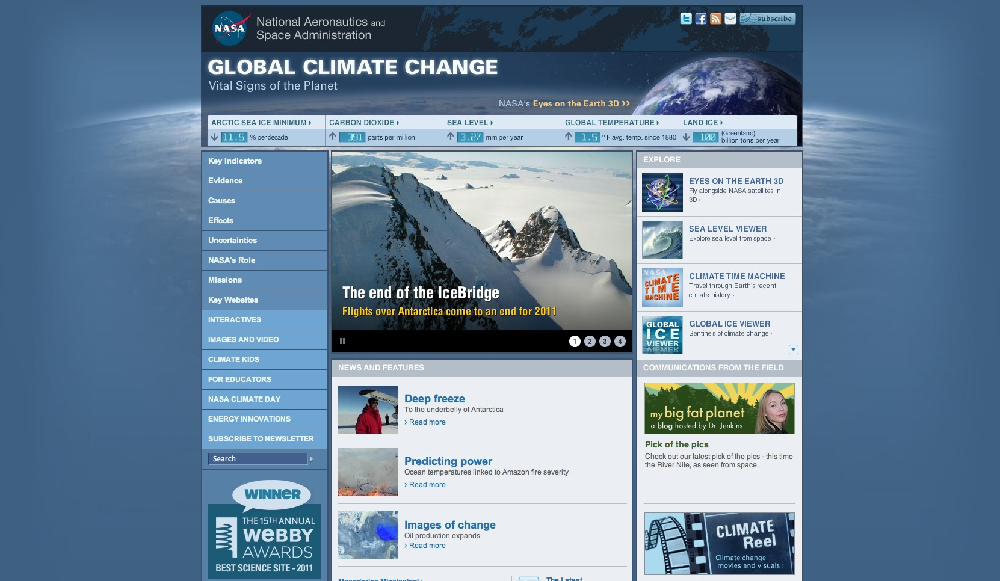 NASA
National Aeronautics and
Space Administration
subscribe
GLOBAL CLIMATE CHANGE
Vital Signs of the Planet
NASA's Eyes on the Earth 3D ››
ARCTIC SEA ICE MINIMUM
11.5 % per decade
CARBON DIOXIDE
391 parts per million
SEA LEVEL
3.27 mm per year
GLOBAL TEMPERATURE
1.5 ° F avg. temp. since 1880
LAND ICE
100 (Greenland)
billion tons per year
Key Indicators
Evidence
Causes
Effects
Uncertainties
NASA's Role
Missions
Key Websites
INTERACTIVES
IMAGES AND VIDEO
CLIMATE KIDS
FOR EDUCATORS
NASA CLIMATE DAY
ENERGY INNOVATIONS
SUBSCRIBE TO NEWSLETTER
Search
WINNER
THE 15TH ANNUAL
WEBBY
AWARDS
BEST SCIENCE SITE - 2011
The end of the IceBridge
Flights over Antarctica come to an end for 2011
1 2 3 4
NEWS AND FEATURES
Deep freeze
To the underbelly of Antarctica
› Read more
Predicting power
Ocean temperatures linked to Amazon fire severity
› Read more
Images of change
Oil production expands
› Read more
Meandering Mississippi ›
The Latest
EXPLORE
EYES ON THE EARTH 3D
Fly alongside NASA satellites in
3D ›
SEA LEVEL VIEWER
Explore sea level from space ›
NASA
CLIMATE
TIME
MACHINE
CLIMATE TIME MACHINE
Travel through Earth's recent
climate history ›
GLOBAL
ICE
VIEWER
GLOBAL ICE VIEWER
Sentinels of climate change ›
COMMUNICATIONS FROM THE FIELD
my big fat planet
a blog hosted by Dr. Jenkins
Pick of the pics
Check out our latest pick of the pics - this time
the River Nile, as seen from space.
CLIMATE
Reel
Climate change
movies and visuals ›